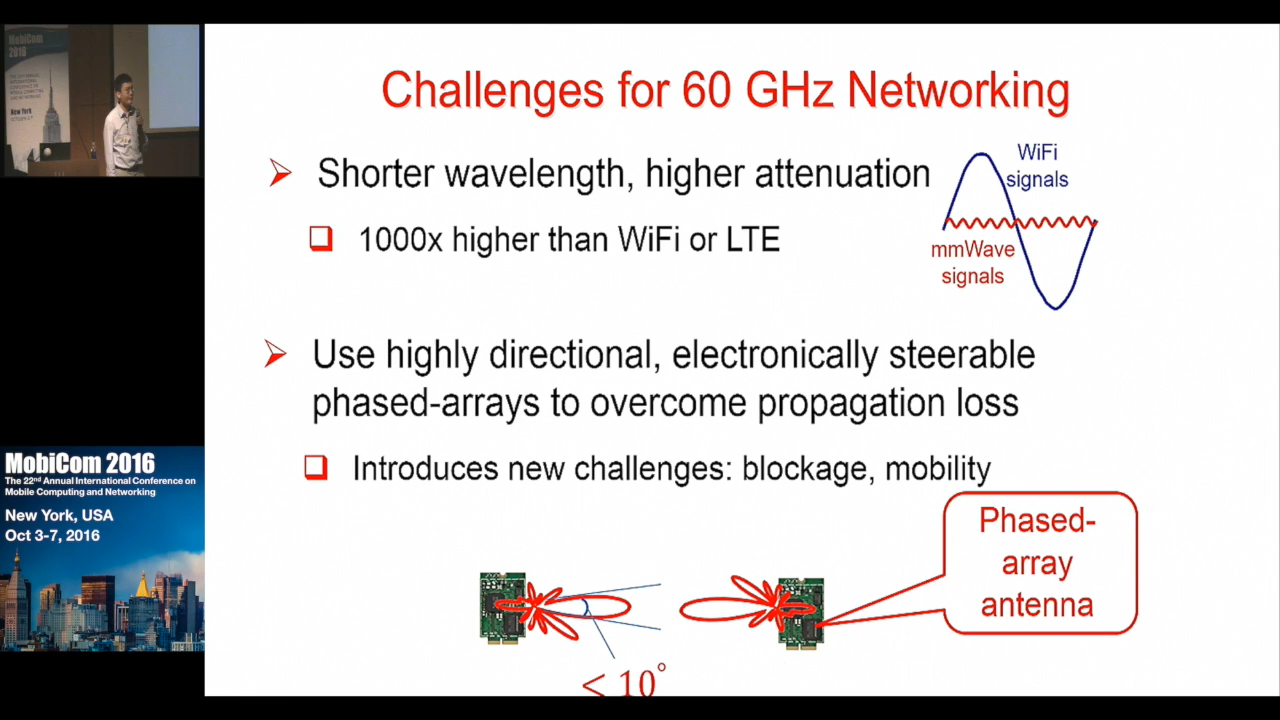 MobiCom
2016
New York
Challenges for 60 GHz Networking
Shorter wavelength, higher attenuation
WiFi
signals
1000x higher than WiFi or LTE
mmWave
signals
Use highly directional, electronically steerable
phased-arrays to overcome propagation loss
Introduces new challenges: blockage, mobility
Phased-
array
antenna
< 10°
MobiCom 2016
The 22nd Annual International Conference on
Mobile Computing and Networking
New York, USA
Oct 3-7, 2016